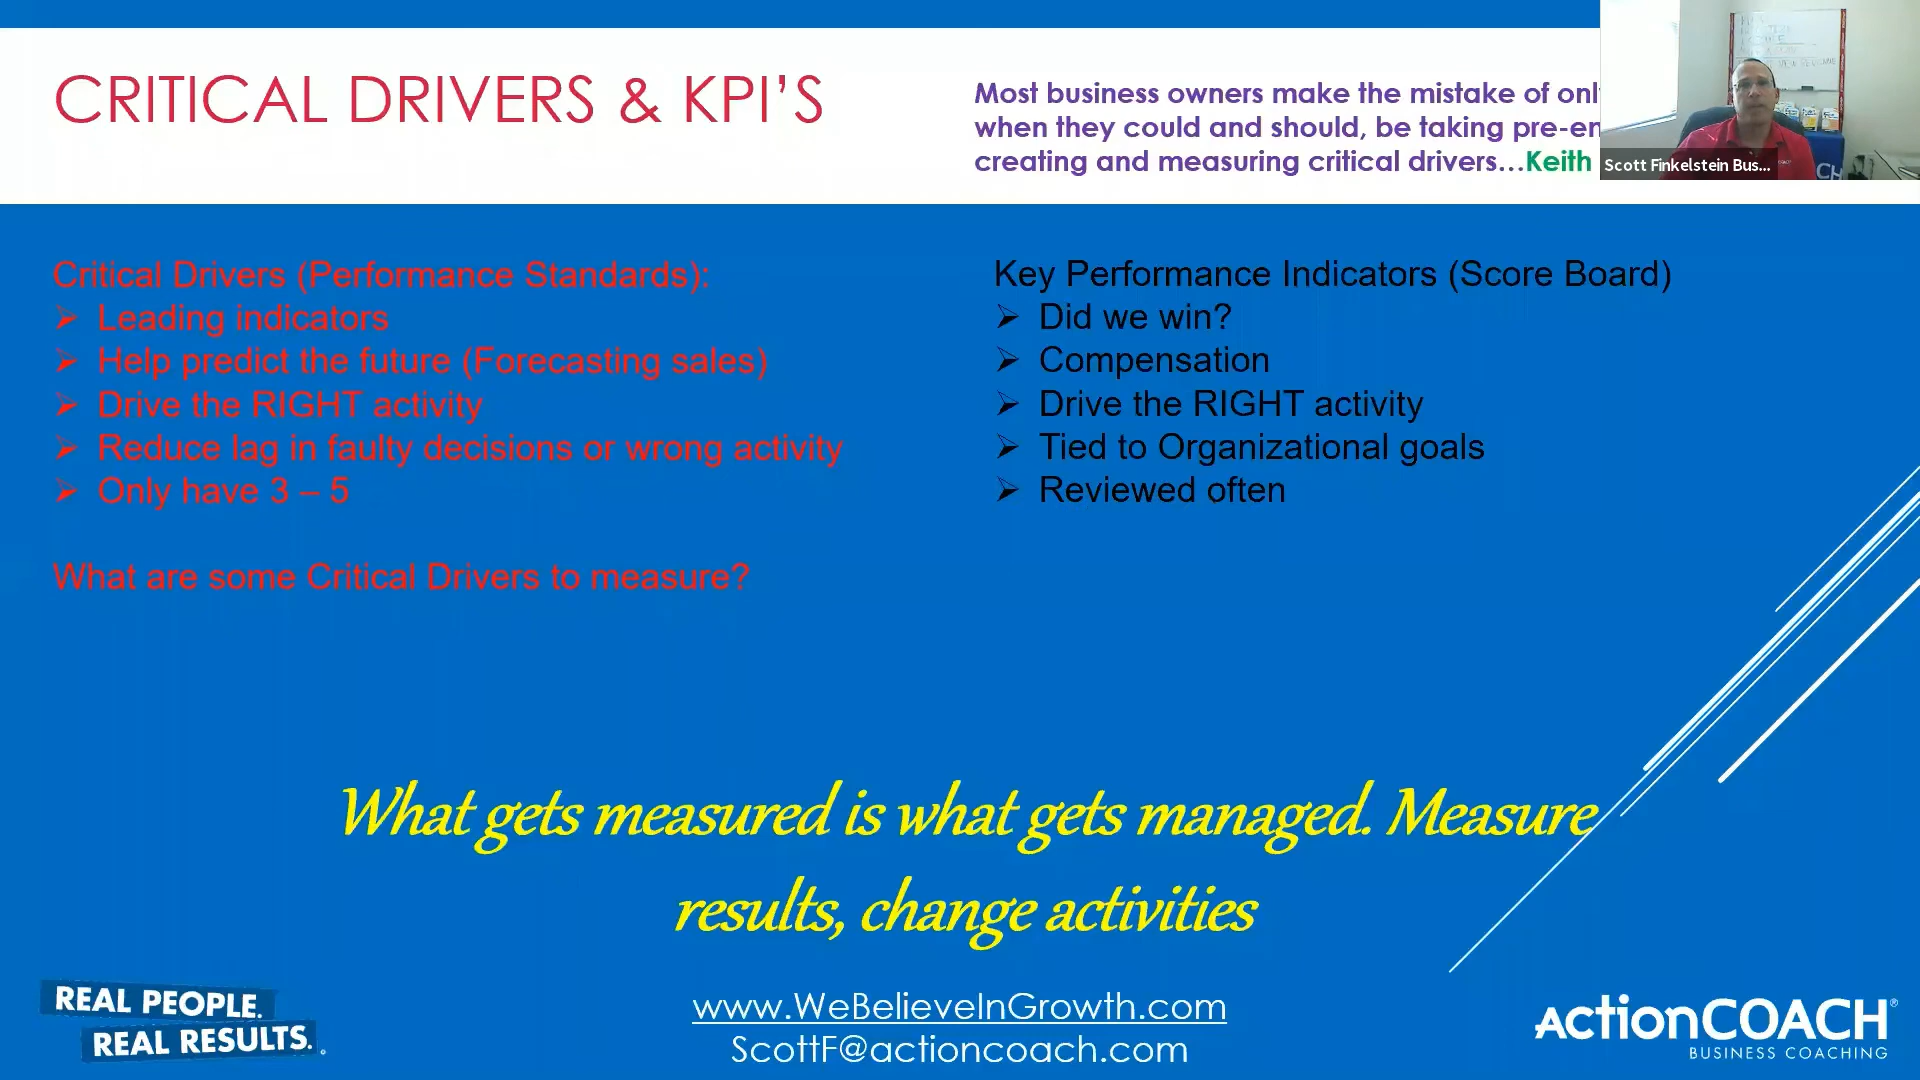 CRITICAL DRIVERS & KPI'S
Most business owners make the mistake of onl
when they could and should, be taking pre-en
creating and measuring critical drivers...Keith
Scott Finkelstein Bus...
Critical Drivers (Performance Standards):
➢ Leading indicators
➢ Help predict the future (Forecasting sales)
➢ Drive the RIGHT activity
➢ Reduce lag in faulty decisions or wrong activity
➢ Only have 3 – 5
What are some Critical Drivers to measure?
Key Performance Indicators (Score Board)
➢ Did we win?
➢ Compensation
➢ Drive the RIGHT activity
➢ Tied to Organizational goals
➢ Reviewed often
What gets measured is what gets managed. Measure
results, change activities
REAL PEOPLE.
REAL RESULTS.
www.WeBelieveInGrowth.com
ScottF@actioncoach.com
ActionCOACH®
BUSINESS COACHING